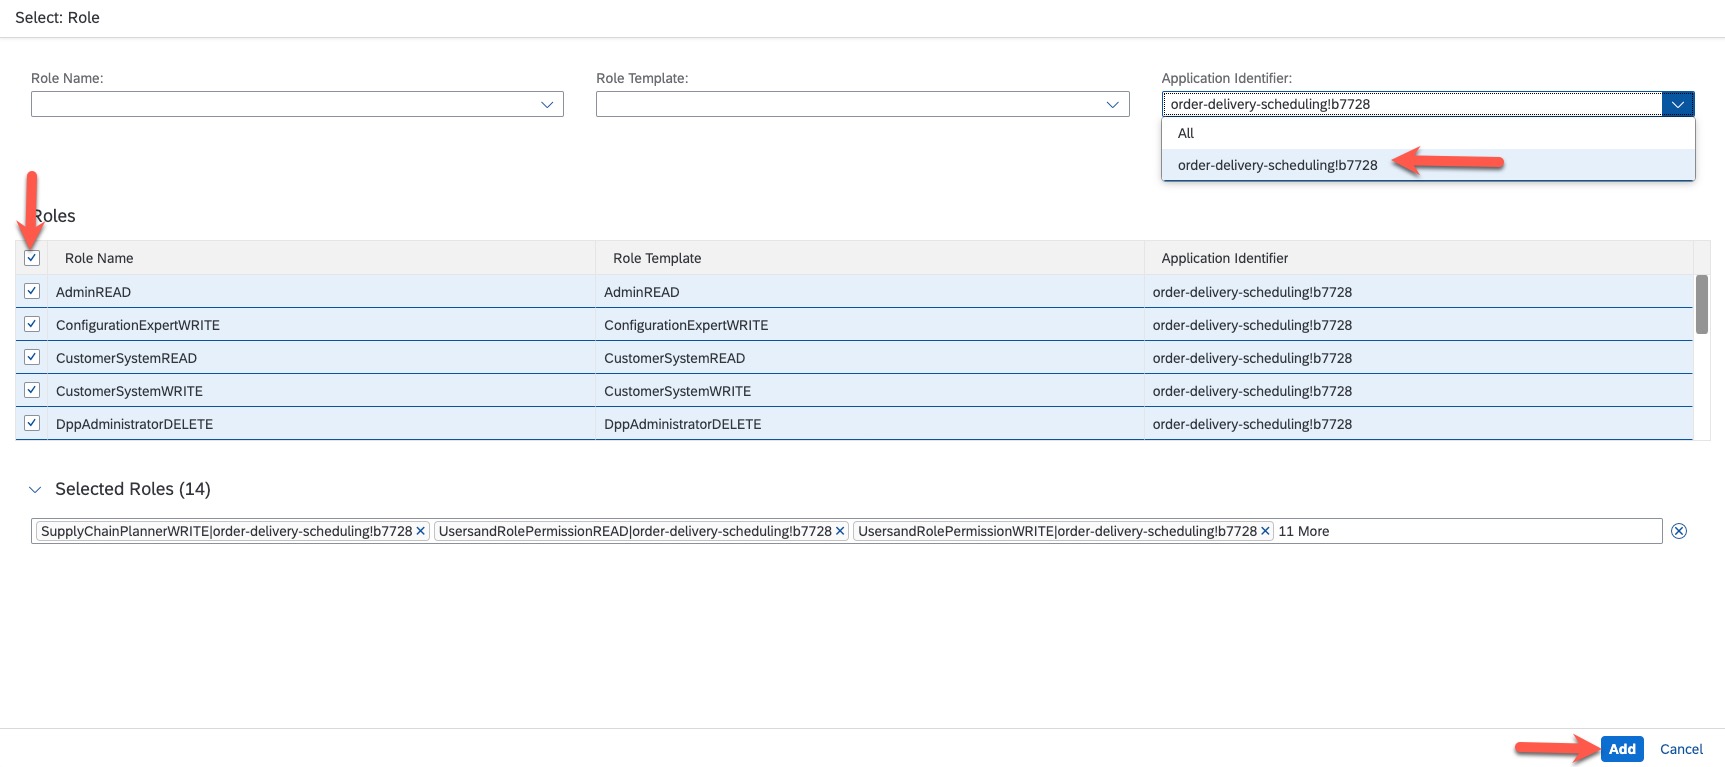 Select: Role
Role Name: Role Template: Application Identifier:
order-delivery-scheduling!b7728
All
order-delivery-scheduling!b7728
Roles
Role Name Role Template Application Identifier
AdminREAD AdminREAD order-delivery-scheduling!b7728
ConfigurationExpertWRITE ConfigurationExpertWRITE order-delivery-scheduling!b7728
CustomerSystemREAD CustomerSystemREAD order-delivery-scheduling!b7728
CustomerSystemWRITE CustomerSystemWRITE order-delivery-scheduling!b7728
DppAdministratorDELETE DppAdministratorDELETE order-delivery-scheduling!b7728
Selected Roles (14)
SupplyChainPlannerWRITE|order-delivery-scheduling!b7728 UsersandRolePermissionREAD|order-delivery-scheduling!b7728 UsersandRolePermissionWRITE|order-delivery-scheduling!b7728 11 More
Add Cancel